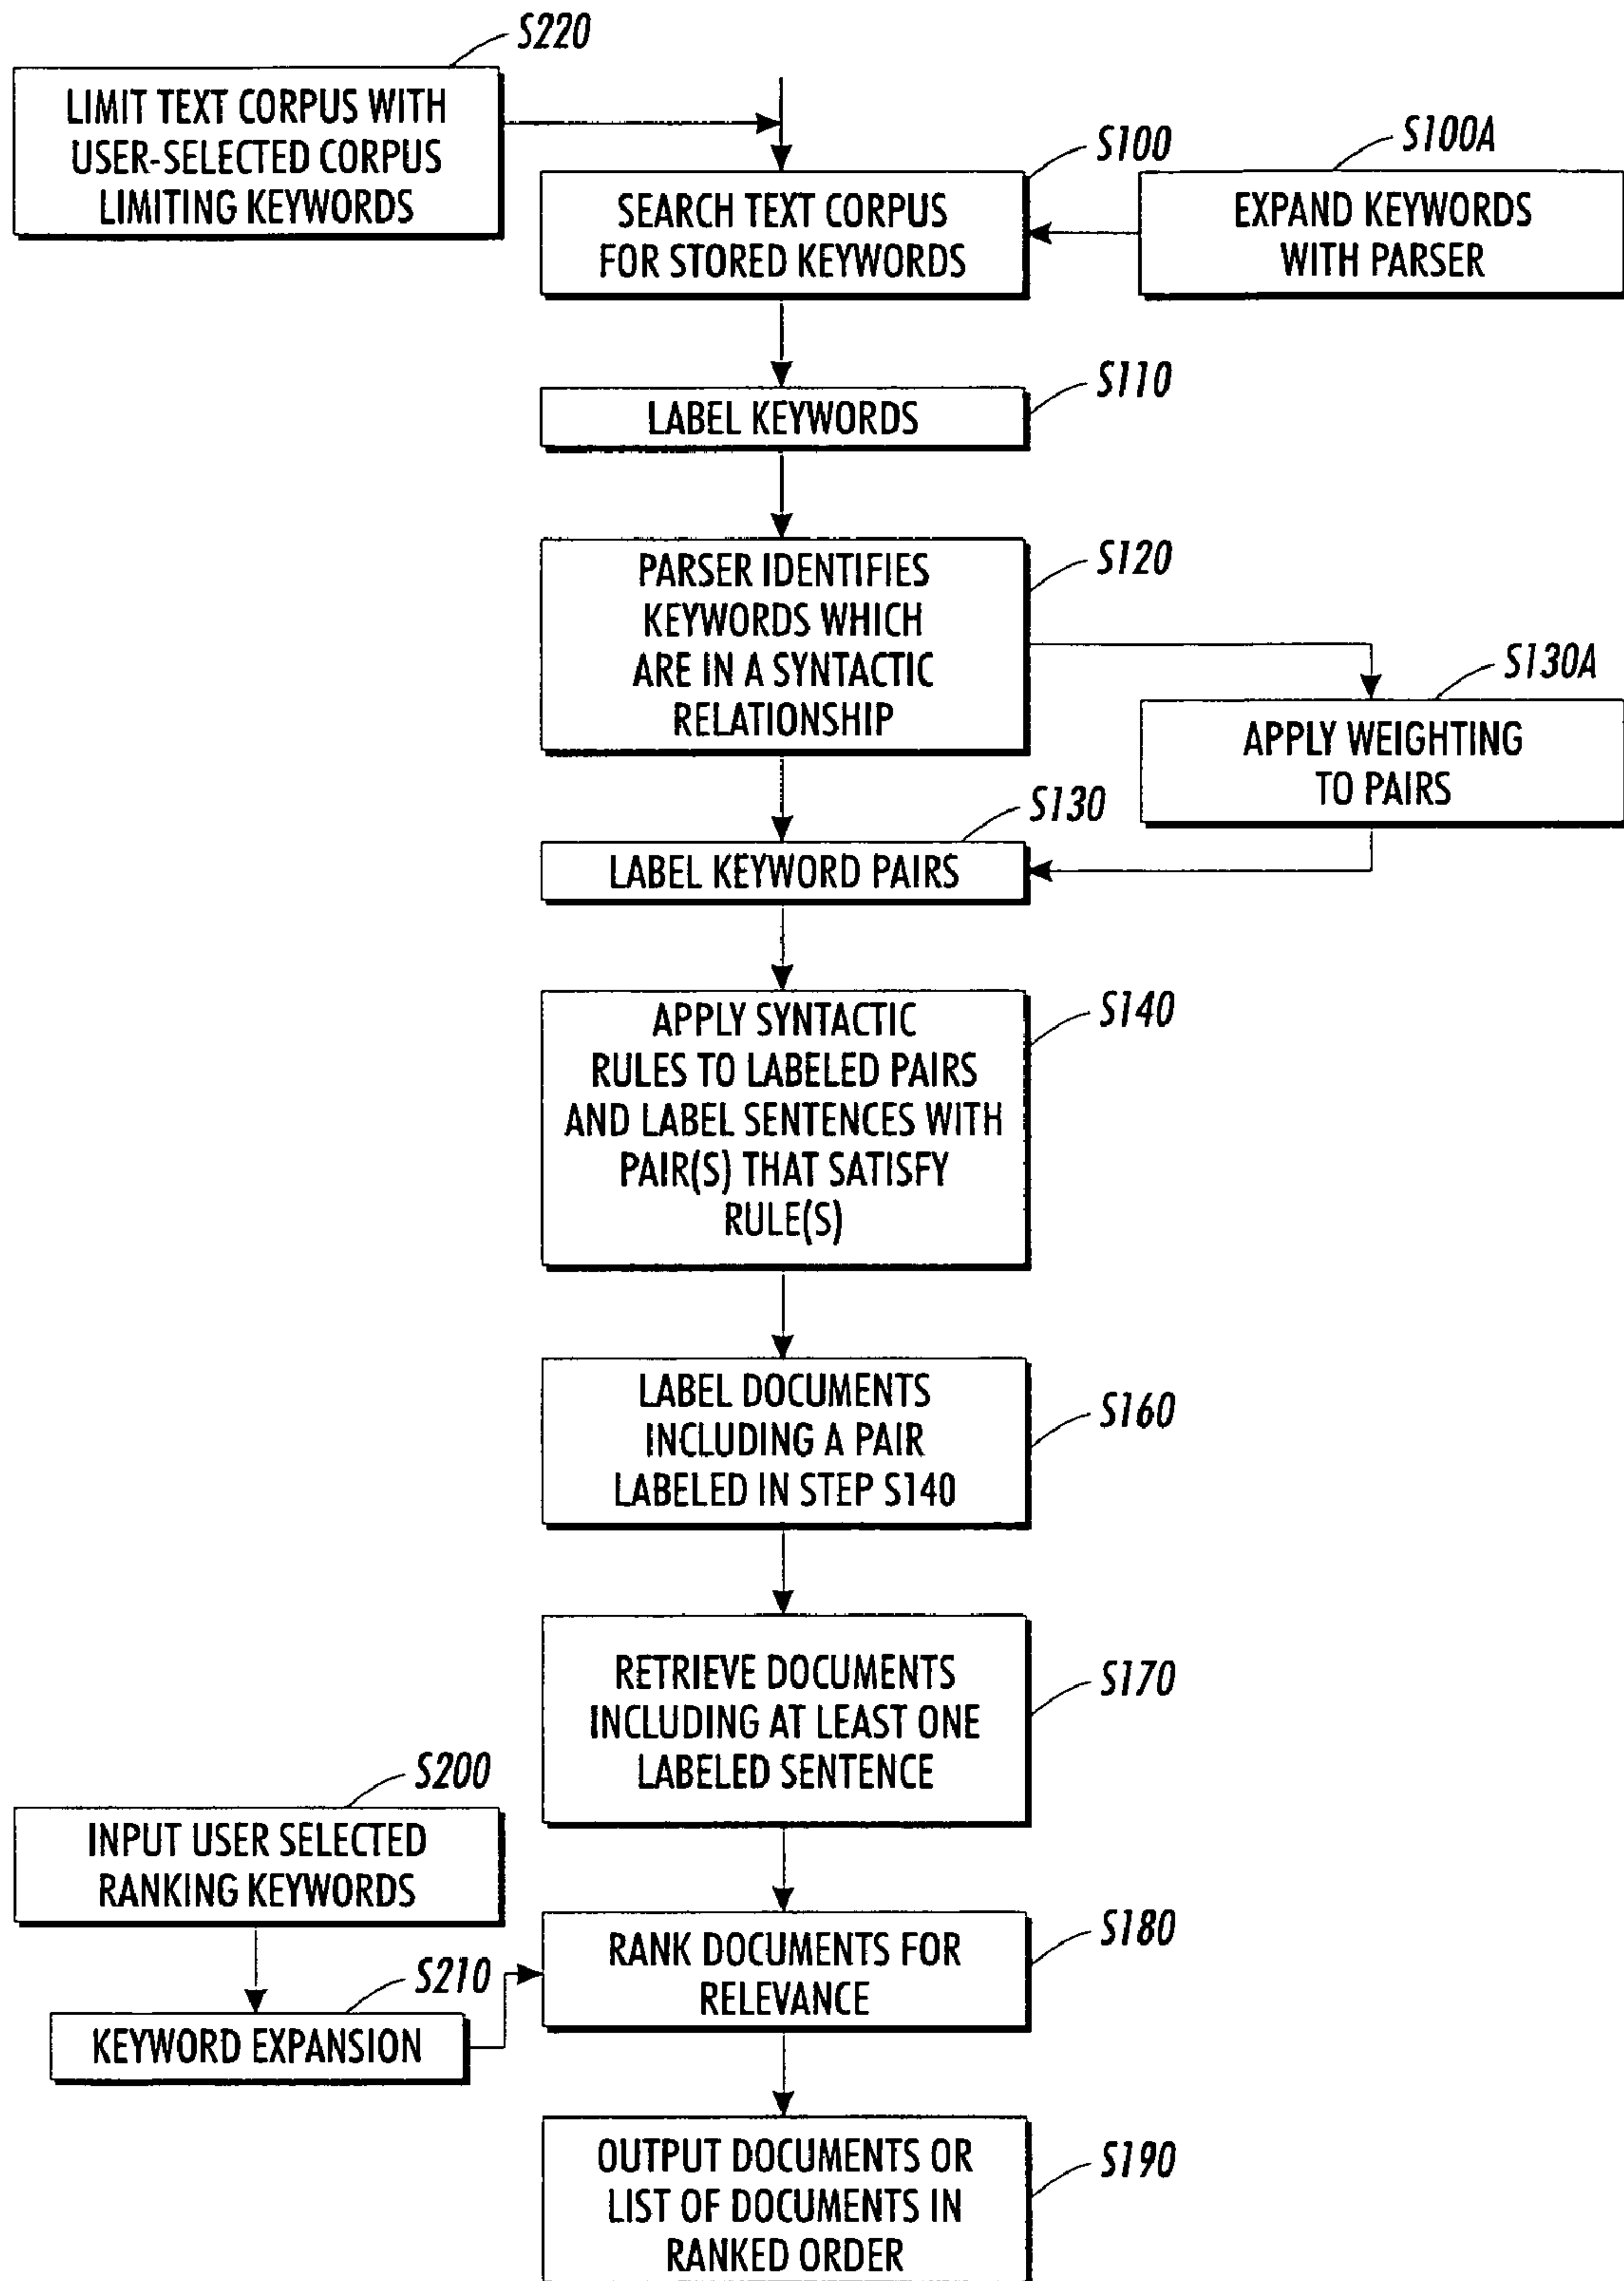 S220
LIMIT TEXT CORPUS WITH
USER-SELECTED CORPUS
LIMITING KEYWORDS
S100
SEARCH TEXT CORPUS
FOR STORED KEYWORDS
S100A
EXPAND KEYWORDS
WITH PARSER
S110
LABEL KEYWORDS
S120
PARSER IDENTIFIES
KEYWORDS WHICH
ARE IN A SYNTACTIC
RELATIONSHIP
S130A
APPLY WEIGHTING
TO PAIRS
S130
LABEL KEYWORD PAIRS
S140
APPLY SYNTACTIC
RULES TO LABELED PAIRS
AND LABEL SENTENCES WITH
PAIR(S) THAT SATISFY
RULE(S)
S160
LABEL DOCUMENTS
INCLUDING A PAIR
LABELED IN STEP S140
S170
RETRIEVE DOCUMENTS
INCLUDING AT LEAST ONE
LABELED SENTENCE
S200
INPUT USER SELECTED
RANKING KEYWORDS
S210
KEYWORD EXPANSION
S180
RANK DOCUMENTS FOR
RELEVANCE
S190
OUTPUT DOCUMENTS OR
LIST OF DOCUMENTS IN
RANKED ORDER